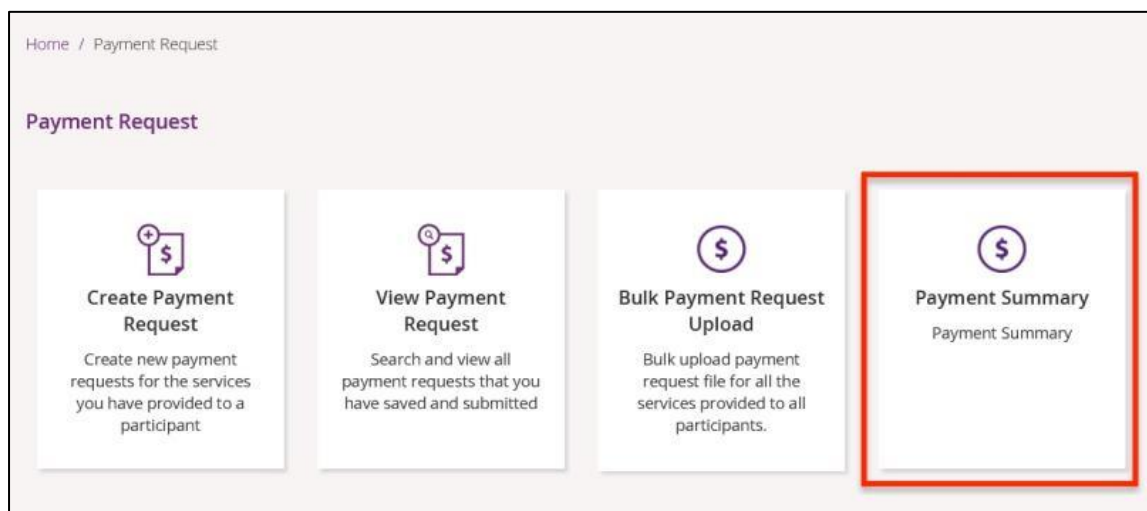 Home / Payment Request
Payment Request
Create Payment
Request
Create new payment
requests for the services
you have provided to a
participant
View Payment
Request
Search and view all
payment requests that you
have saved and submitted
Bulk Payment Request
Upload
Bulk upload payment
request file for all the
services provided to all
participants.
Payment Summary
Payment Summary